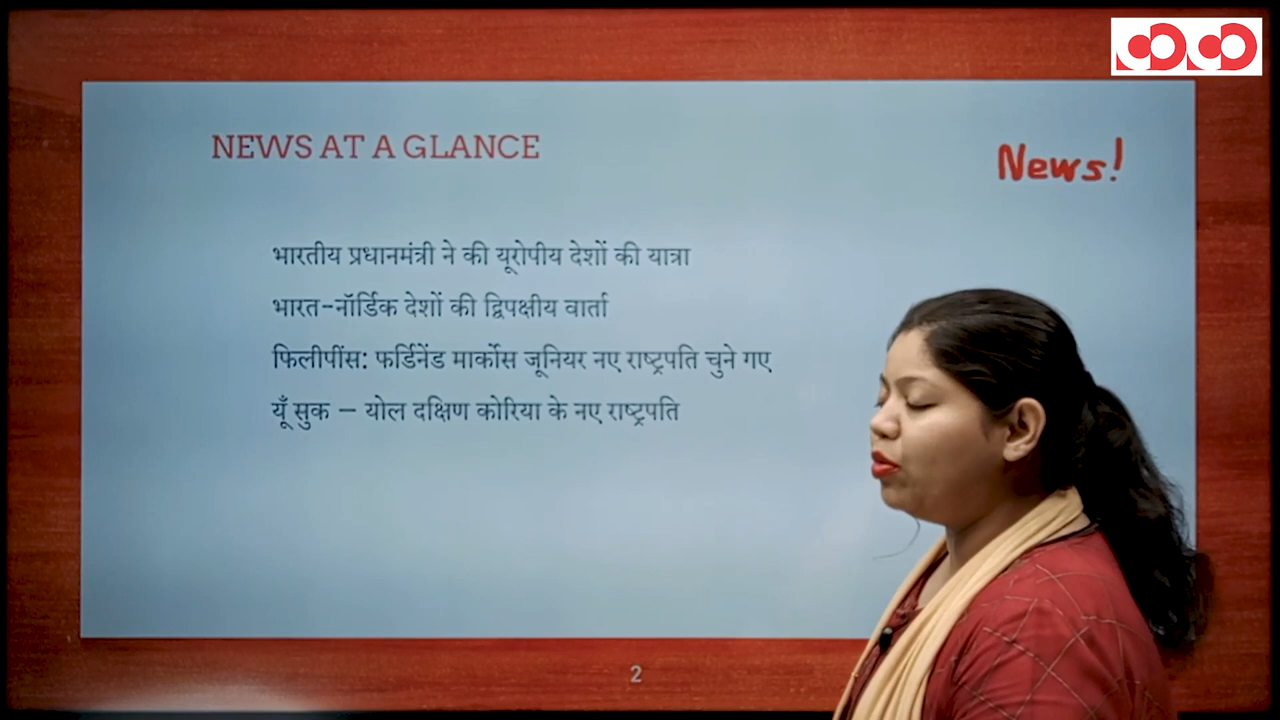 NEWS AT A GLANCE
News!
भारतीय प्रधानमंत्री ने की यूरोपीय देशों की यात्रा
भारत-नॉर्डिक देशों की द्विपक्षीय वार्ता
फिलीपींस: फर्डिनेंड मार्कोस जूनियर नए राष्ट्रपति चुने गए
यूँ सुक – योल दक्षिण कोरिया के नए राष्ट्रपति
2